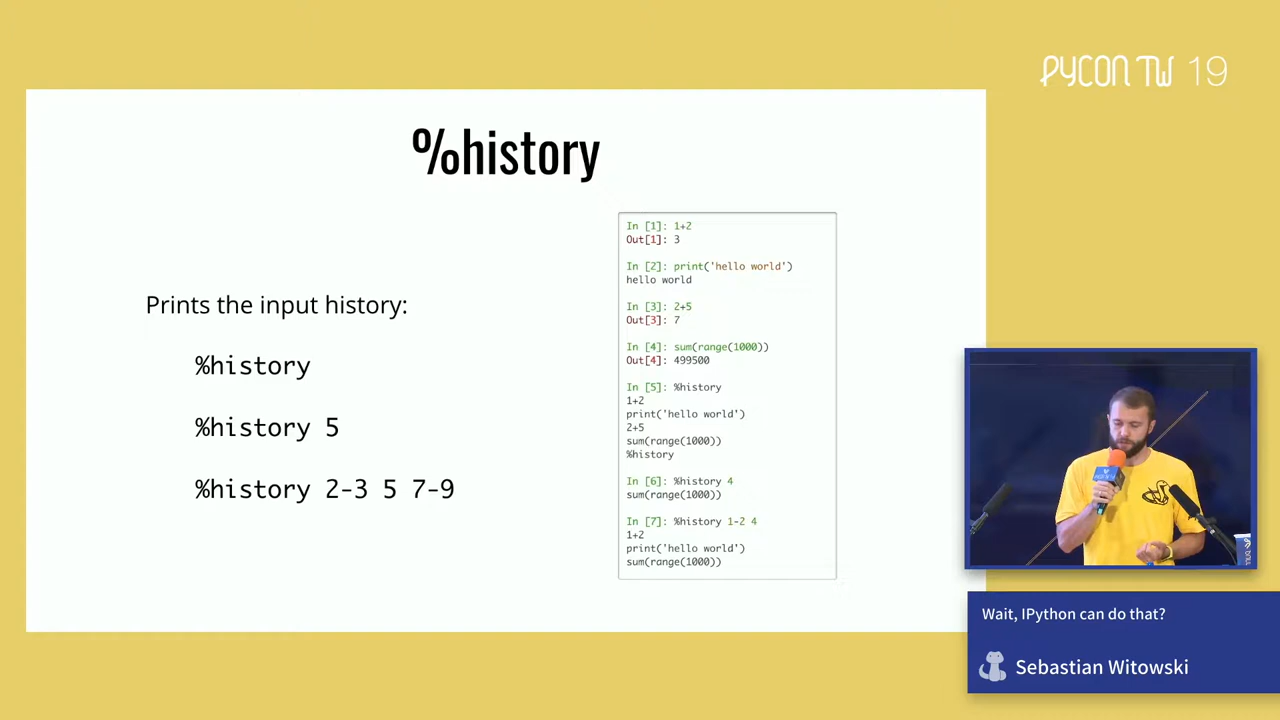 PYCON TW 19
%history
Prints the input history:
%history
%history 5
%history 2-3 5 7-9
In [1]: 1+2
Out[1]: 3
In [2]: print('hello world')
hello world
In [3]: 2+5
Out[3]: 7
In [4]: sum(range(1000))
Out[4]: 499500
In [5]: %history
1+2
print('hello world')
2+5
sum(range(1000))
%history
In [6]: %history 4
sum(range(1000))
In [7]: %history 1-2 4
1+2
print('hello world')
sum(range(1000))
Wait, IPython can do that?
Sebastian Witowski